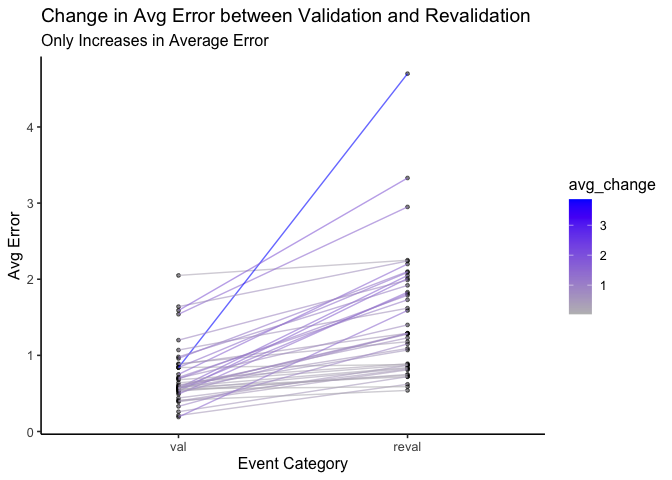 Change in Avg Error between Validation and Revalidation
Only Increases in Average Error
Avg Error
4
3
2
1
0
val
reval
Event Category
avg_change
3
2
1